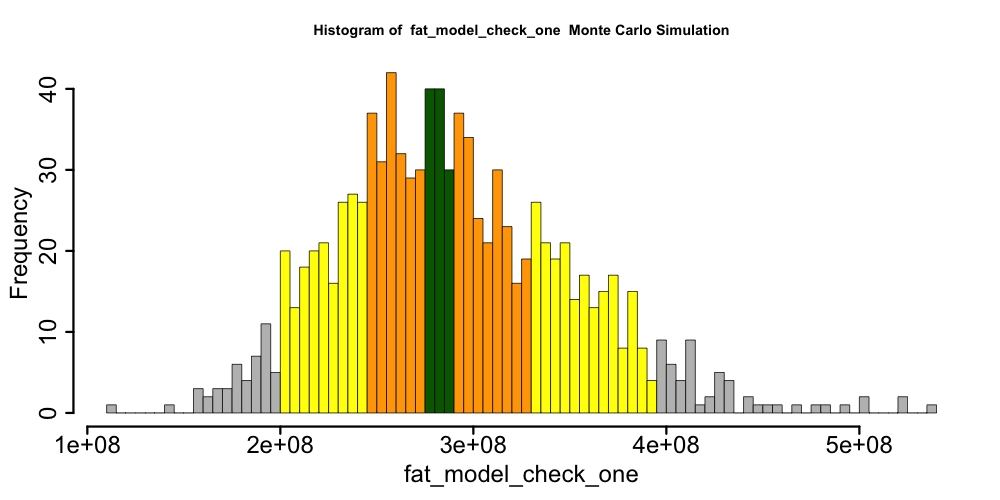 Histogram of  fat_model_check_one  Monte Carlo Simulation
Frequency
40
30
20
10
0
1e+08 2e+08 3e+08 4e+08 5e+08
fat_model_check_one